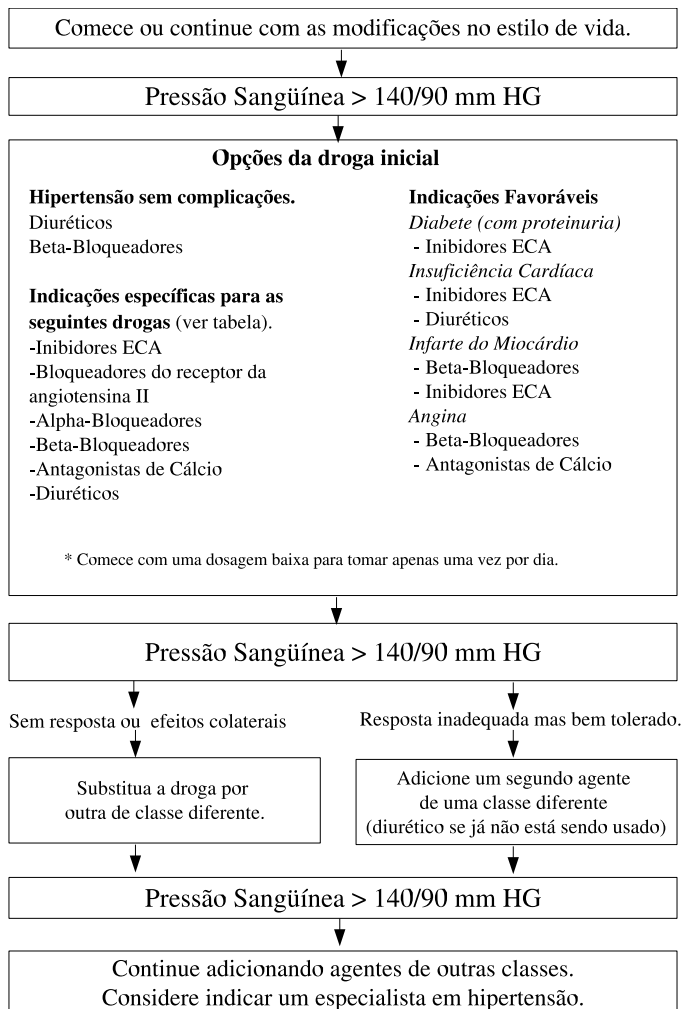 Comece ou continue com as modificações no estilo de vida.
Pressão Sangüínea > 140/90 mm HG
Opções da droga inicial
Hipertensão sem complicações.
Diuréticos
Beta-Bloqueadores
Indicações específicas para as
seguintes drogas (ver tabela).
-Inibidores ECA
-Bloqueadores do receptor da
angiotensina II
-Alpha-Bloqueadores
-Beta-Bloqueadores
-Antagonistas de Cálcio
-Diuréticos
Indicações Favoráveis
Diabete (com proteinuria)
- Inibidores ECA
Insuficiência Cardíaca
- Inibidores ECA
- Diuréticos
Infarte do Miocárdio
- Beta-Bloqueadores
- Inibidores ECA
Angina
- Beta-Bloqueadores
- Antagonistas de Cálcio
* Comece com uma dosagem baixa para tomar apenas uma vez por dia.
Pressão Sangüínea > 140/90 mm HG
Sem resposta ou efeitos colaterais
Substitua a droga por
outra de classe diferente.
Resposta inadequada mas bem tolerado.
Adicione um segundo agente
de uma classe diferente
(diurético se já não está sendo usado)
Pressão Sangüínea > 140/90 mm HG
Continue adicionando agentes de outras classes.
Considere indicar um especialista em hipertensão.